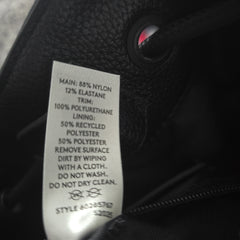 MAIN: 88% NYLON
12% ELASTANE
TRIM:
100% POLYURETHANE
LINING:
50% RECYCLED
POLYESTER
50% POLYESTER
REMOVE SURFACE
DIRT BY WIPING
WITH A CLOTH..
DO NOT WASH.
DO NOT DRY CLEAN.
STYLE